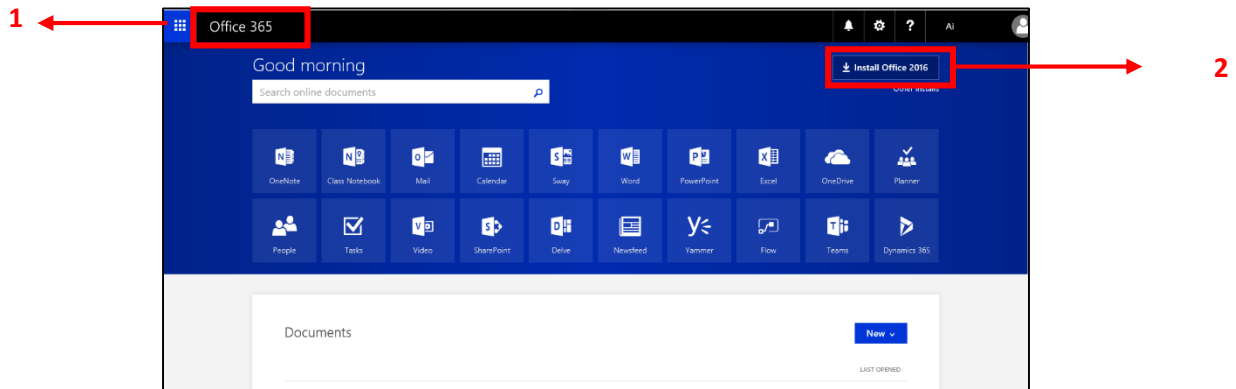 1
Office 365
?
Ai
Good morning
Install Office 2016
2
Search online documents
Other installs
OneNote
Class Notebook
Mail
Calendar
Sway
Word
PowerPoint
Excel
OneDrive
Planner
People
Tasks
Video
SharePoint
Delve
Newsfeed
Yammer
Flow
Teams
Dynamics 365
Documents
New
LAST OPENED